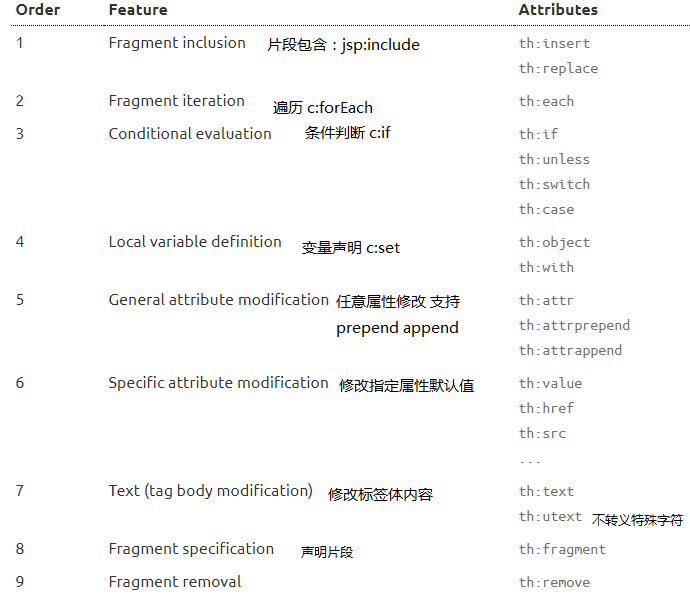 Order Feature Attributes
1 Fragment inclusion 片段包含：jsp:include th:insert
th:replace
2 Fragment iteration 遍历 c:forEach th:each
3 Conditional evaluation 条件判断 c:if th:if
th:unless
th:switch
th:case
4 Local variable definition 变量声明 c:set th:object
th:with
5 General attribute modification 任意属性修改 支持 th:attr
prepend append th:attrprepend
th:attrappend
6 Specific attribute modification 修改指定属性默认值 th:value
th:href
th:src
...
7 Text (tag body modification) 修改标签体内容 th:text
th:utext 不转义特殊字符
8 Fragment specification 声明片段 th:fragment
9 Fragment removal th:remove